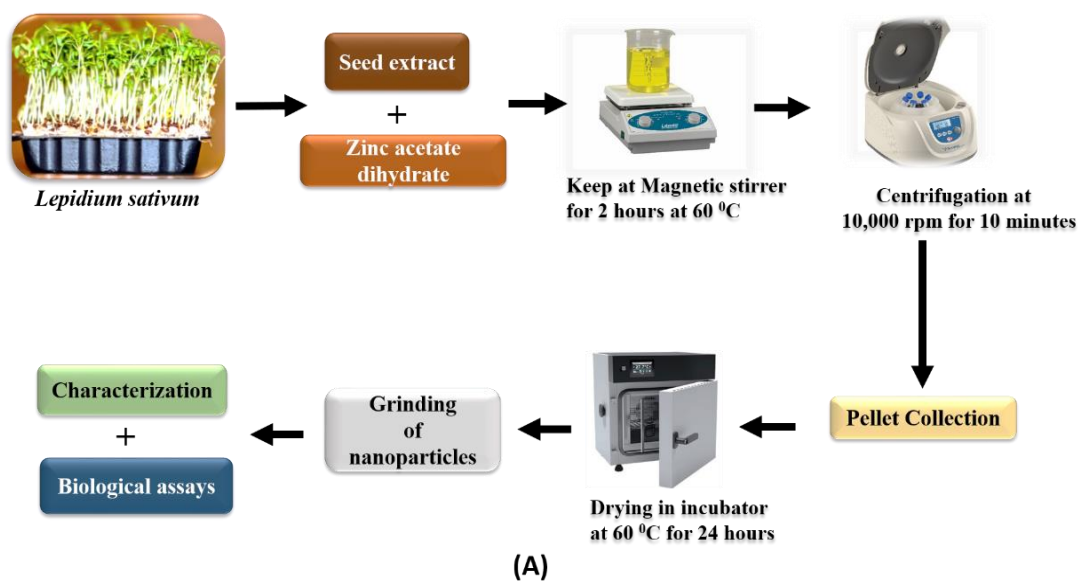 Seed extract
+
Zinc acetate
dihydrate
Lepidium sativum
Keep at Magnetic stirrer
for 2 hours at 60 ⁰C
Centrifugation at
10,000 rpm for 10 minutes
Pellet Collection
Drying in incubator
at 60 ⁰C for 24 hours
Grinding
of
nanoparticles
Characterization
+
Biological assays
(A)